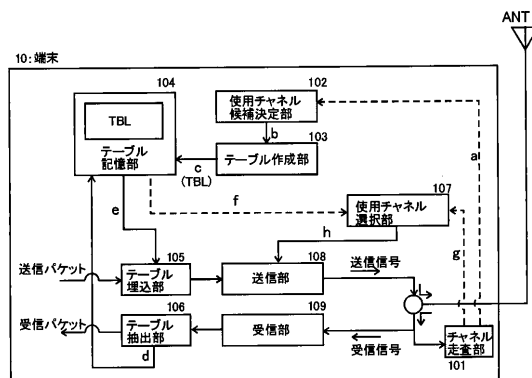 ANT
10:端末
104
TBL
テーブル
記憶部
102
使用チャネル
候補決定部
b
103
テーブル作成部
c
(TBL)
a
f
107
使用チャネル
選択部
e
g
h
送信パケット
105
テーブル
埋込部
108
送信部
送信信号
受信パケット
106
テーブル
抽出部
d
109
受信部
受信信号
チャネル
走査部
101